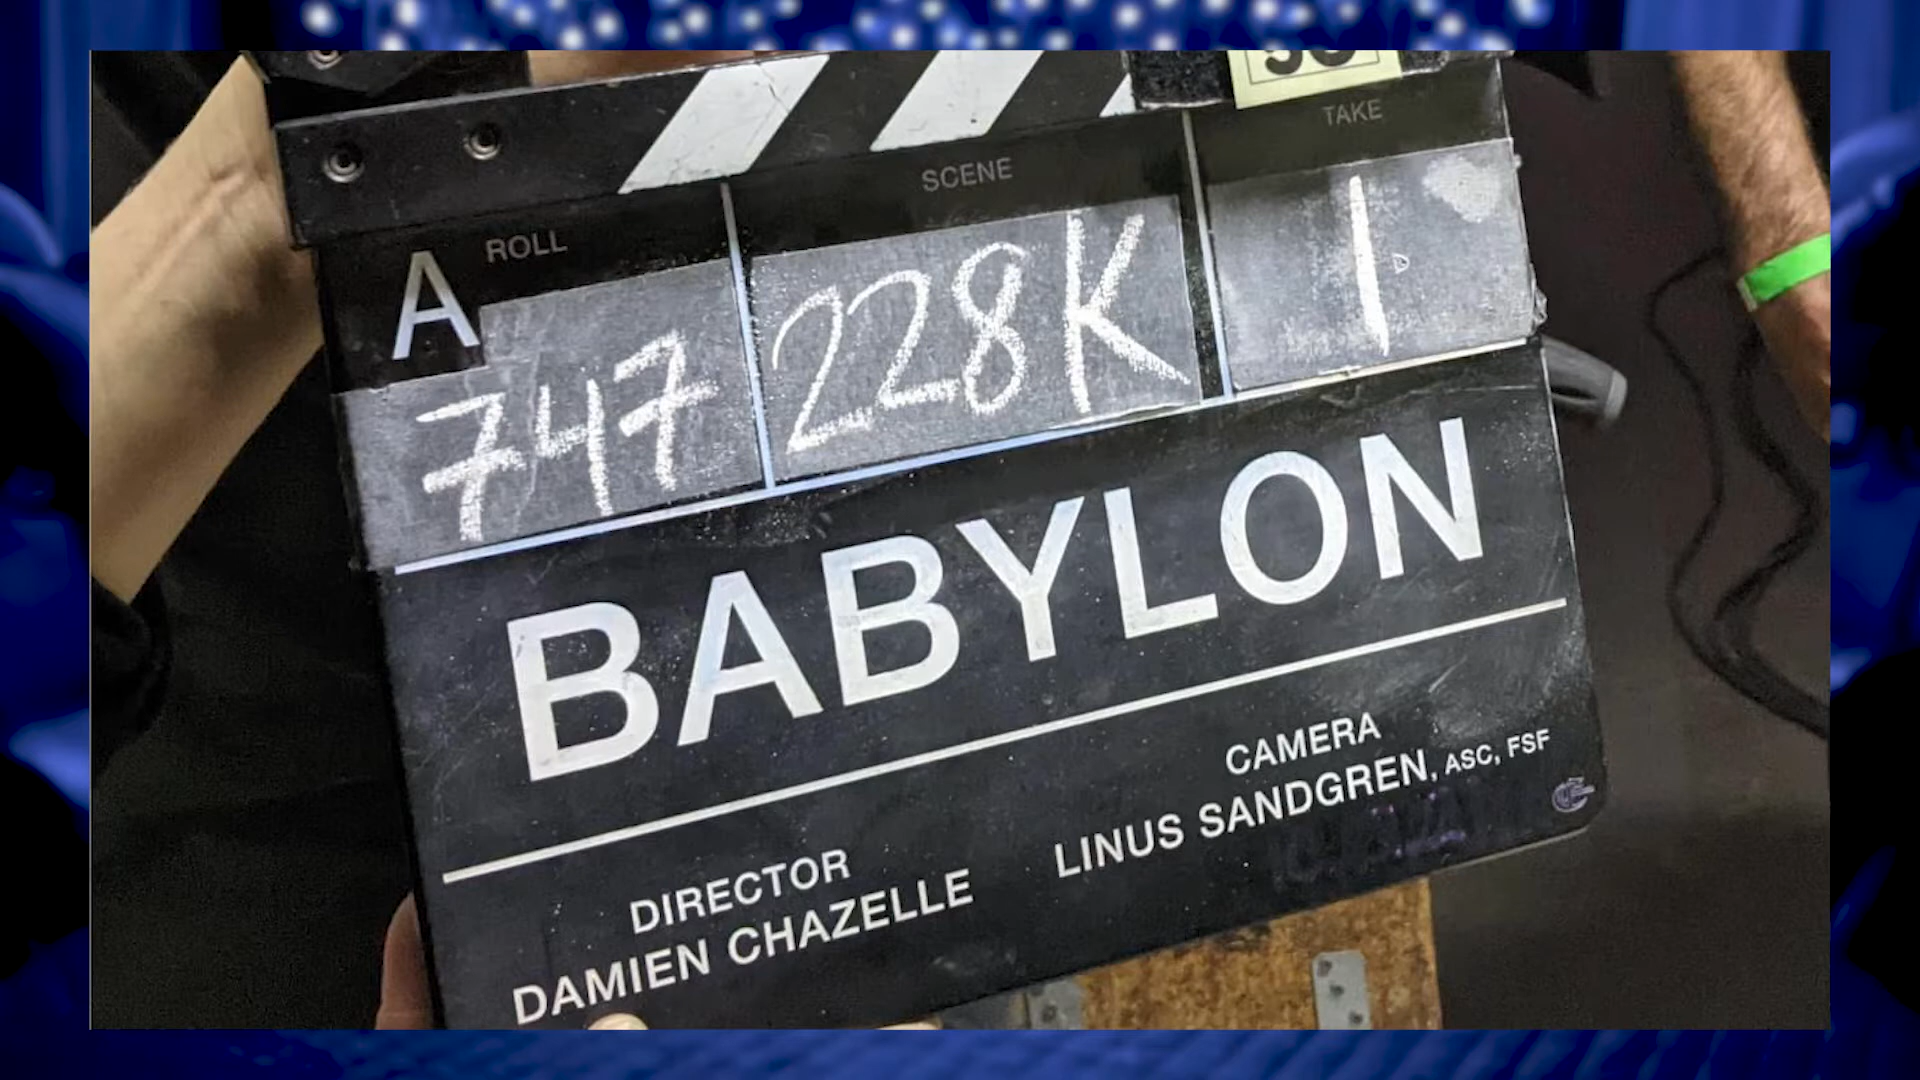 TAKE
SCENE
ROLL
A
1
228K
747
BABYLON
CAMERA
LINUS SANDGREN, ASC, FSF
DIRECTOR
DAMIEN CHAZELLE